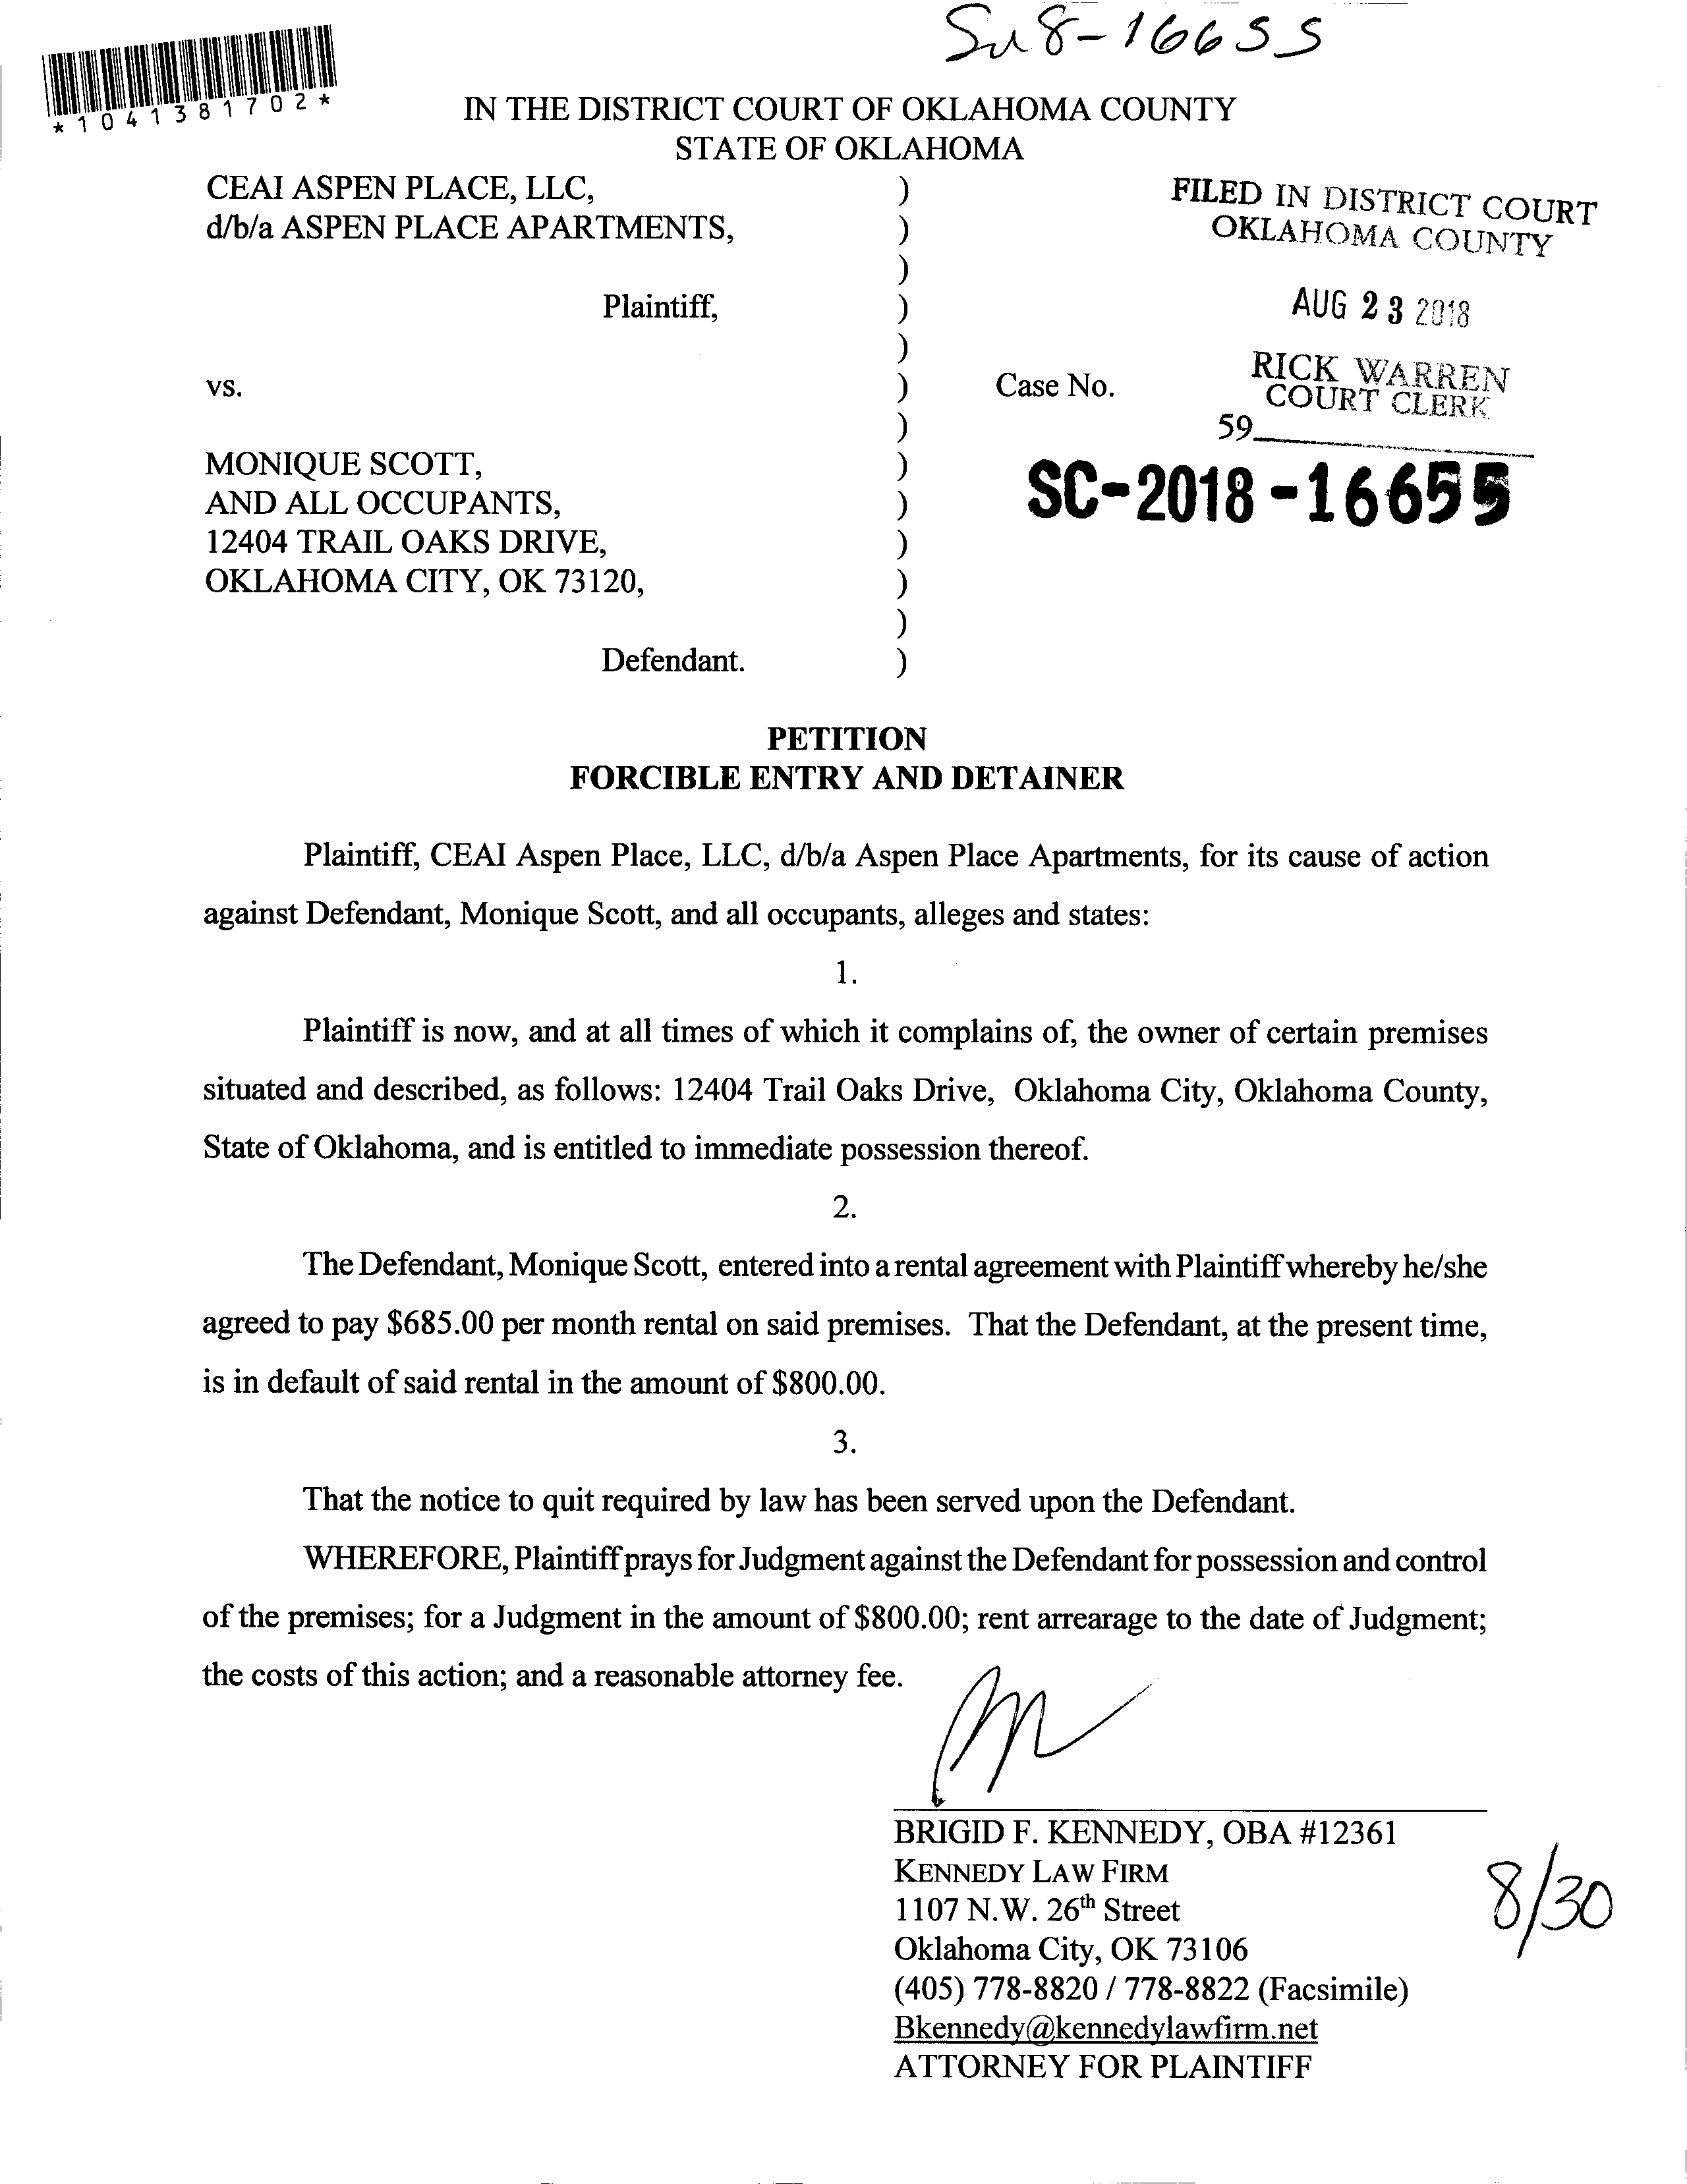 Su8-16655
*1041381702*
IN THE DISTRICT COURT OF OKLAHOMA COUNTY
STATE OF OKLAHOMA
CEAI ASPEN PLACE, LLC, )
d/b/a ASPEN PLACE APARTMENTS, )
)
Plaintiff, )
)
vs. ) Case No.
)
MONIQUE SCOTT, )
AND ALL OCCUPANTS, )
12404 TRAIL OAKS DRIVE, )
OKLAHOMA CITY, OK 73120, )
)
Defendant. )
FILED IN DISTRICT COURT
OKLAHOMA COUNTY
AUG 23 2018
RICK WARREN
COURT CLERK
59
SC-2018-16655
PETITION
FORCIBLE ENTRY AND DETAINER
Plaintiff, CEAI Aspen Place, LLC, d/b/a Aspen Place Apartments, for its cause of action
against Defendant, Monique Scott, and all occupants, alleges and states:
1.
Plaintiff is now, and at all times of which it complains of, the owner of certain premises
situated and described, as follows: 12404 Trail Oaks Drive, Oklahoma City, Oklahoma County,
State of Oklahoma, and is entitled to immediate possession thereof.
2.
The Defendant, Monique Scott, entered into a rental agreement with Plaintiff whereby he/she
agreed to pay $685.00 per month rental on said premises. That the Defendant, at the present time,
is in default of said rental in the amount of $800.00.
3.
That the notice to quit required by law has been served upon the Defendant.
WHEREFORE, Plaintiff prays for Judgment against the Defendant for possession and control
of the premises; for a Judgment in the amount of $800.00; rent arrearage to the date of Judgment;
the costs of this action; and a reasonable attorney fee.
BRIGID F. KENNEDY, OBA #12361
KENNEDY LAW FIRM
1107 N.W. 26th Street
Oklahoma City, OK 73106
(405) 778-8820 / 778-8822 (Facsimile)
Bkennedy@kennedylawfirm.net
ATTORNEY FOR PLAINTIFF
8/30